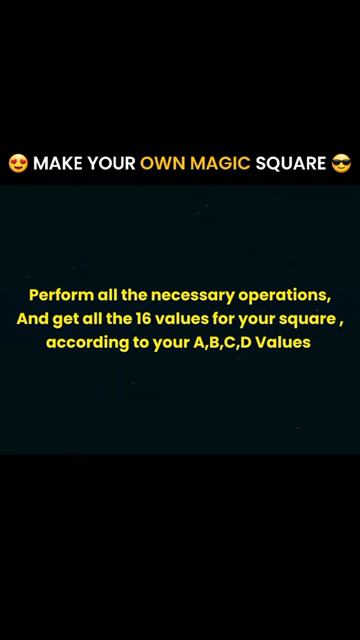 😍 MAKE YOUR OWN MAGIC SQUARE 😎
Perform all the necessary operations,
And get all the 16 values for your square ,
according to your A,B,C,D Values